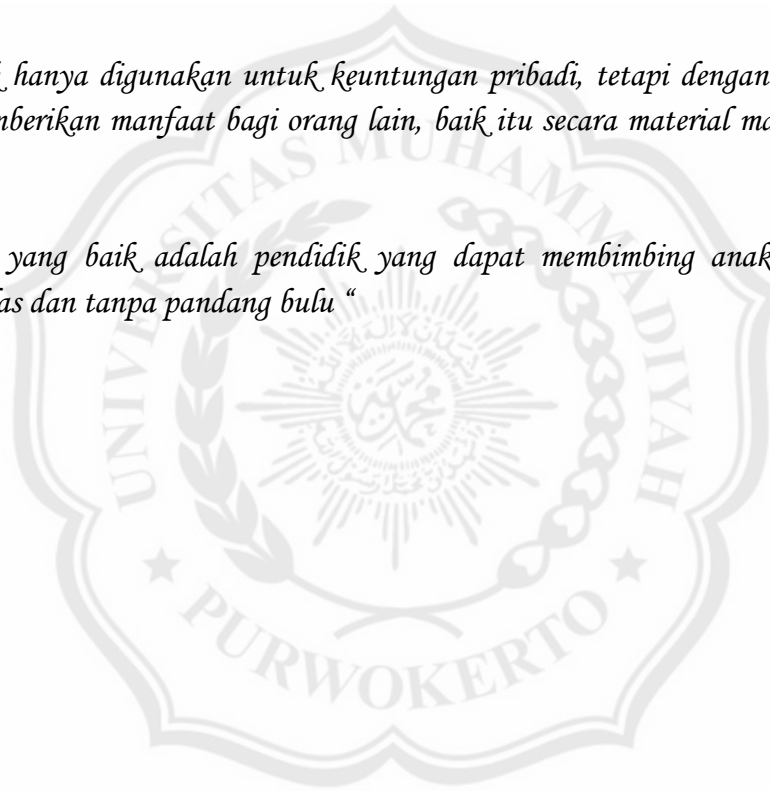 hanya digunakan untuk keuntungan pribadi, tetapi dengan
mberikan manfaat bagi orang lain, baik itu secara material ma
yang baik adalah pendidik yang dapat membimbing anak
las dan tanpa pandang bulu “
UNIVERSITAS MUHAMMADIYAH
PURWOKERTO